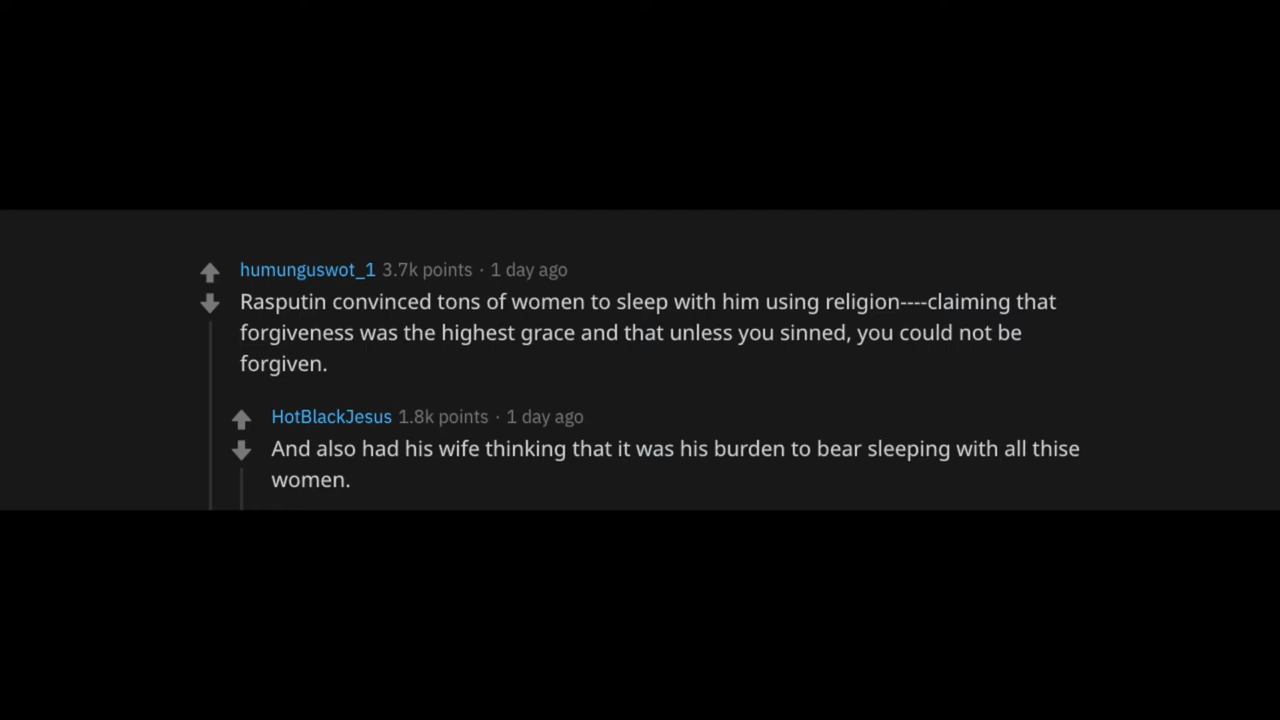 humunguswot_1 3.7k points · 1 day ago
Rasputin convinced tons of women to sleep with him using religion----claiming that
forgiveness was the highest grace and that unless you sinned, you could not be
forgiven.
HotBlackJesus 1.8k points · 1 day ago
And also had his wife thinking that it was his burden to bear sleeping with all thise
women.